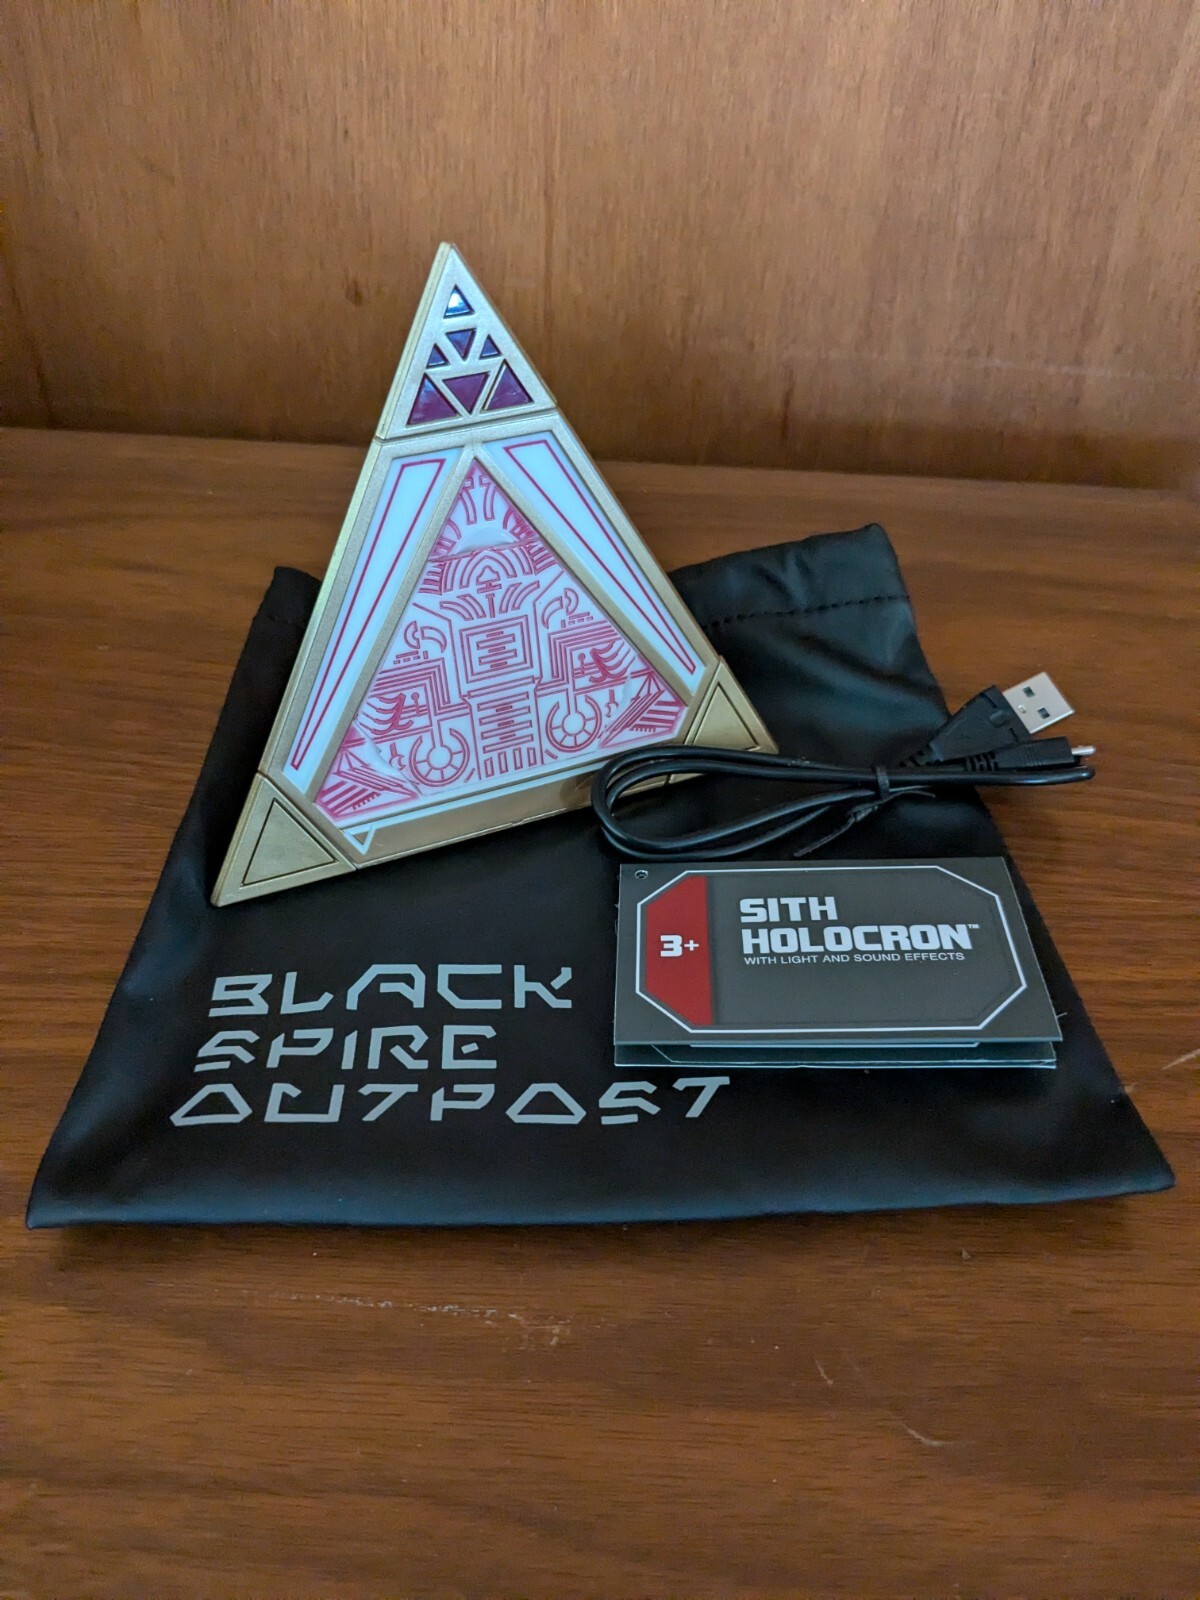 3+
SITH
HOLOCRON™
WITH LIGHT AND SOUND EFFECTS
BLACK
SPIRE
OUTPOST